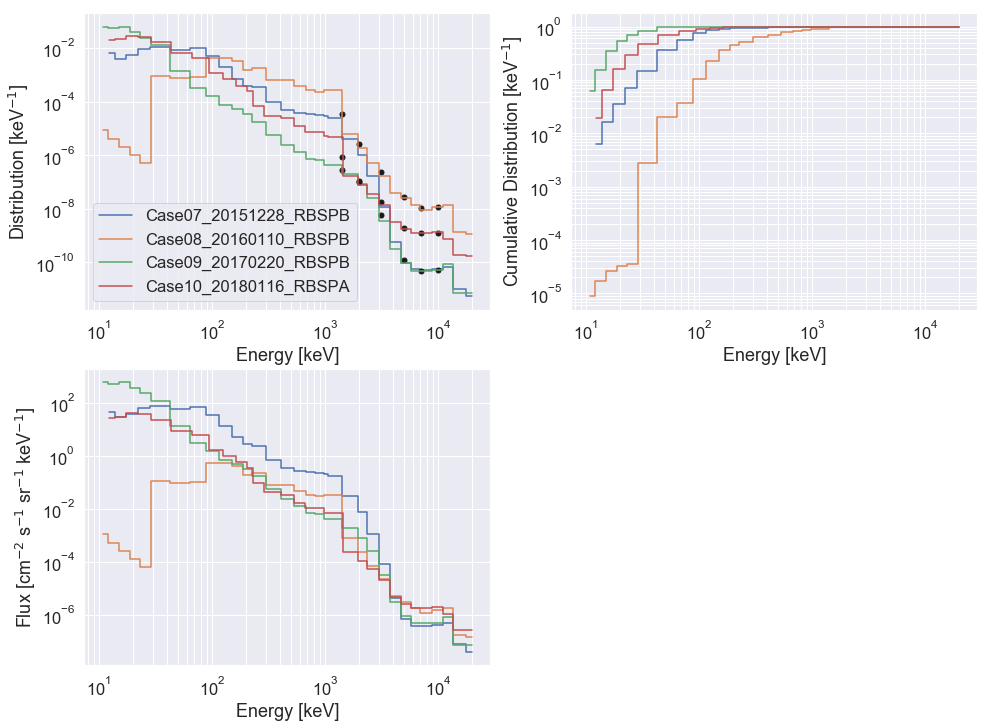 Distribution [keV⁻¹]
10⁻²
10⁻⁴
10⁻⁶
10⁻⁸
10⁻¹⁰
Case07_20151228_RBSPB
Case08_20160110_RBSPB
Case09_20170220_RBSPB
Case10_20180116_RBSPA
10¹ 10² 10³ 10⁴
Energy [keV]
Cumulative Distribution [keV⁻¹]
10⁰
10⁻¹
10⁻²
10⁻³
10⁻⁴
10⁻⁵
10¹ 10² 10³ 10⁴
Energy [keV]
Flux [cm⁻² s⁻¹ sr⁻¹ keV⁻¹]
10²
10⁰
10⁻²
10⁻⁴
10⁻⁶
10¹ 10² 10³ 10⁴
Energy [keV]